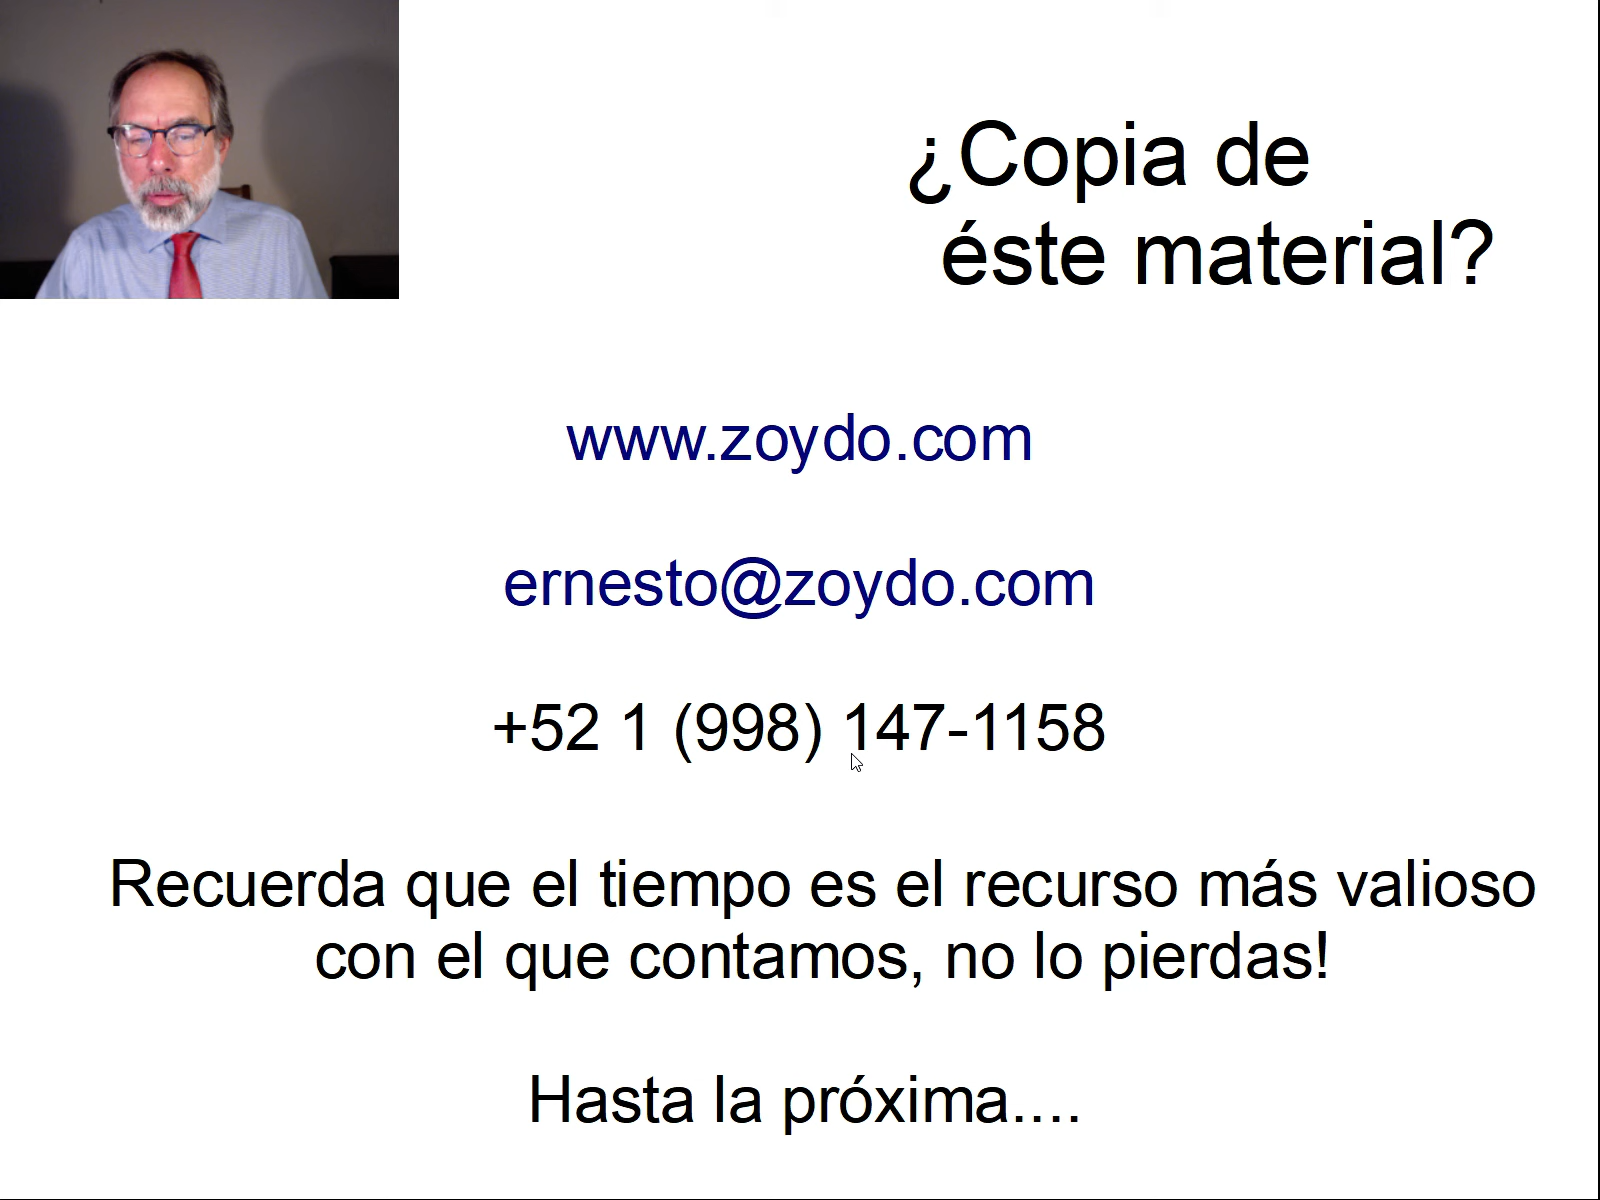 ¿Copia de
éste material?
www.zoydo.com
ernesto@zoydo.com
+52 1 (998) 147-1158
Recuerda que el tiempo es el recurso más valioso
con el que contamos, no lo pierdas!
Hasta la próxima....